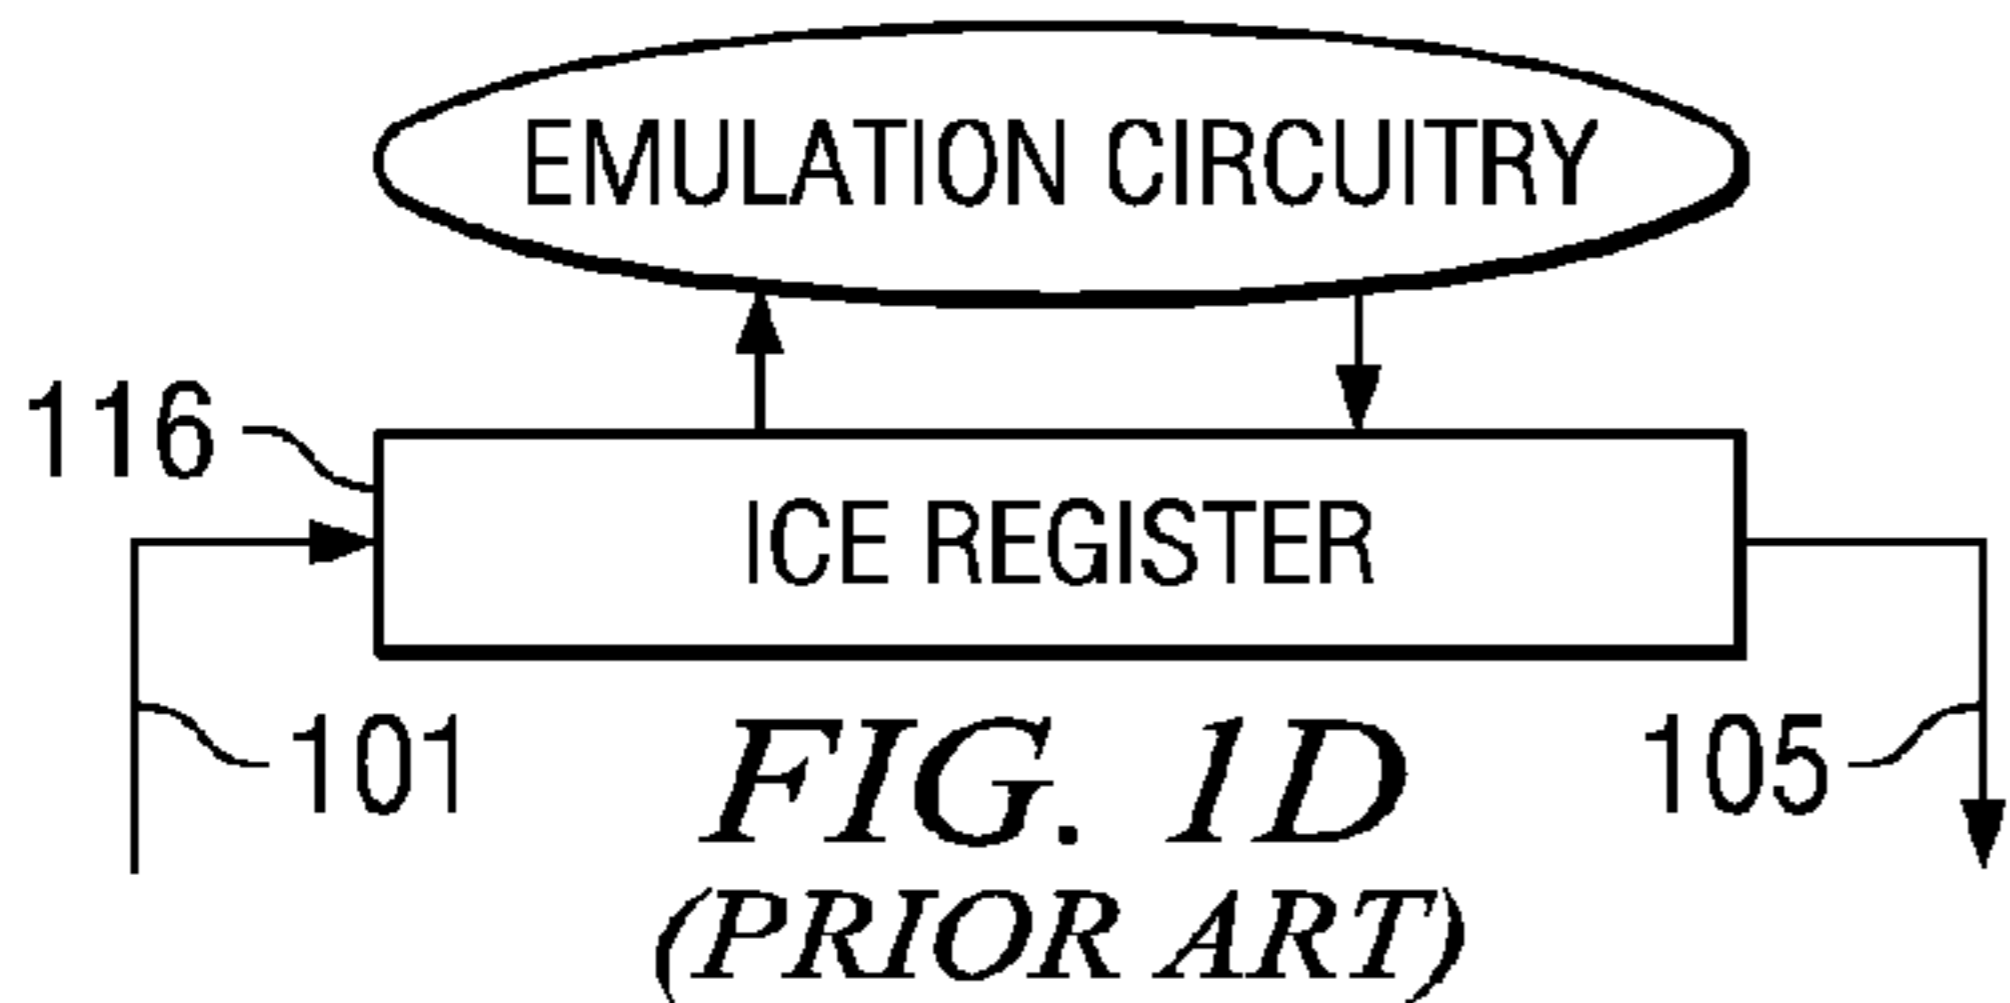 EMULATION CIRCUITRY
116
ICE REGISTER
101
105
FIG. 1D
(PRIOR ART)